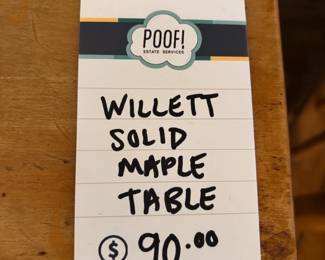 POOF!
ESTATE SERVICES
WILLETT
SOLID
MAPLE
TABLE
$ 90.00